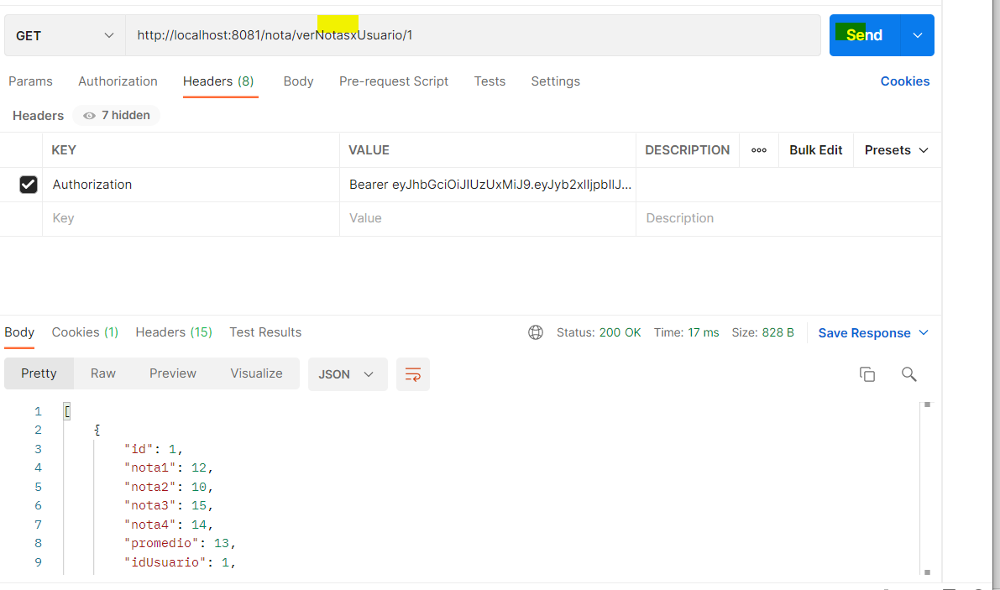 GET http://localhost:8081/nota/verNotasxUsuario/1 Send
Params Authorization Headers (8) Body Pre-request Script Tests Settings Cookies
Headers 7 hidden
KEY VALUE DESCRIPTION Bulk Edit Presets
Authorization Bearer eyJhbGciOiJIUzUxMiJ9.eyJyb2xlIjpbIlJ...
Key Value Description
Body Cookies (1) Headers (15) Test Results Status: 200 OK Time: 17 ms Size: 828 B Save Response
Pretty Raw Preview Visualize JSON
1 [
2 {
3 "id": 1,
4 "nota1": 12,
5 "nota2": 10,
6 "nota3": 15,
7 "nota4": 14,
8 "promedio": 13,
9 "idUsuario": 1,